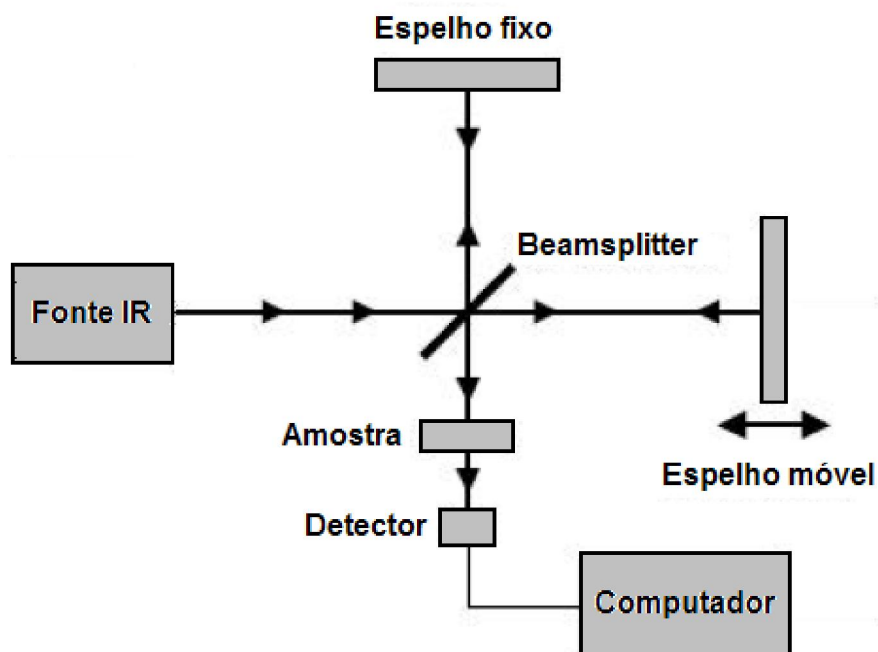 Espelho fixo
Beamsplitter
Fonte IR
Amostra
Espelho móvel
Detector
Computador